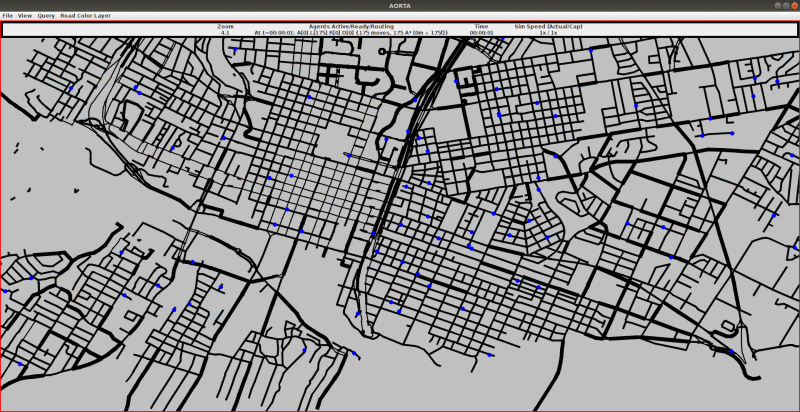 AORTA
File View Query Road Color Layer
Zoom Agents Active/Ready/Routing Time Sim Speed (Actual/Cap)
4.1 At t=00:00:01: A[0] L[175] R[0] D[0] {175 moves, 175 A* (0m + 175f)} 00:00:01 1x / 1x